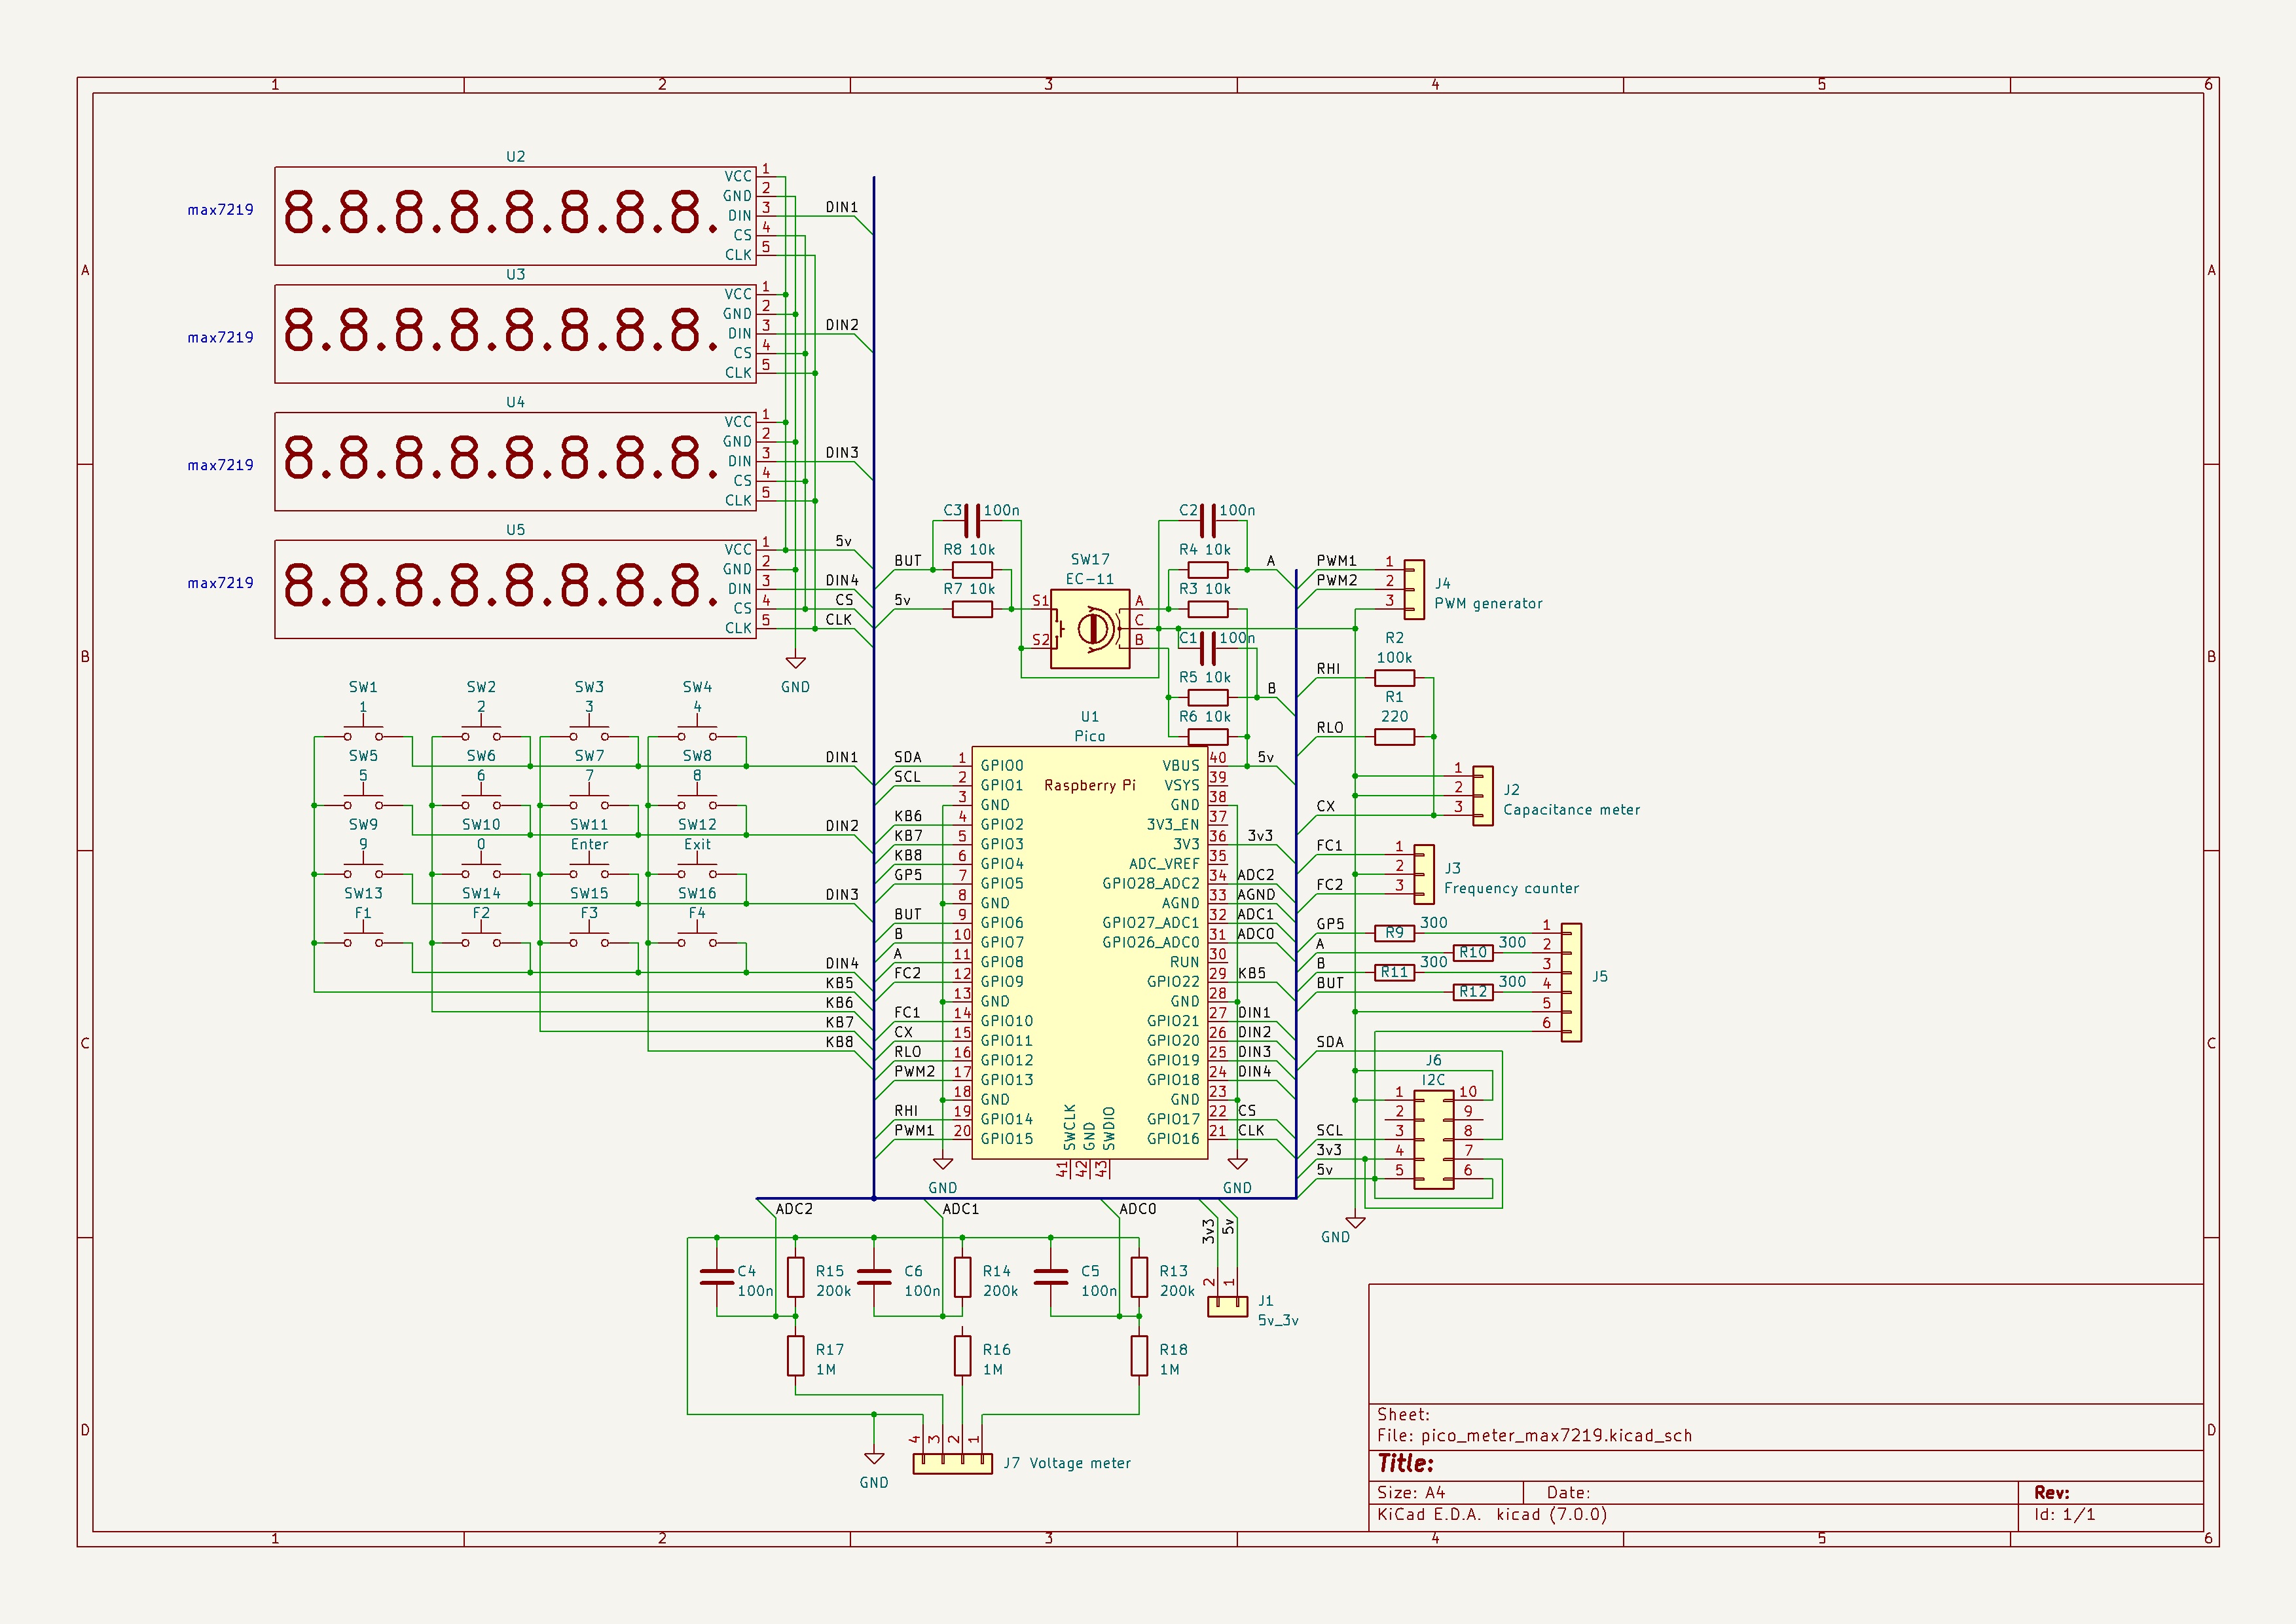 1 2 3 4 5 6
A A
B B
C C
D D
1 2 3 4 5 6
U2
max7219
8.8.8.8.8.8.8.8.
VCC 1
GND 2
DIN 3
CS 4
CLK 5
DIN1
U3
max7219
8.8.8.8.8.8.8.8.
VCC 1
GND 2
DIN 3
CS 4
CLK 5
DIN2
U4
max7219
8.8.8.8.8.8.8.8.
VCC 1
GND 2
DIN 3
CS 4
CLK 5
DIN3
U5
max7219
8.8.8.8.8.8.8.8.
VCC 1
GND 2
DIN 3
CS 4
CLK 5
5v
DIN4
CS
CLK
GND
SW1 SW2 SW3 SW4
1 2 3 4
SW5 SW6 SW7 SW8
5 6 7 8
SW9 SW10 SW11 SW12
9 0 Enter Exit
SW13 SW14 SW15 SW16
F1 F2 F3 F4
DIN1
DIN2
DIN3
DIN4
KB5
KB6
KB7
KB8
C3 100n
R8 10k
BUT
R7 10k
5v
SW17
EC-11
S1
S2
A
C
B
C2 100n
R4 10k
A
R3 10k
C1 100n
R5 10k
B
R6 10k
U1
Pico
Raspberry Pi
SDA 1 GPIO0
SCL 2 GPIO1
3 GND
KB6 4 GPIO2
KB7 5 GPIO3
KB8 6 GPIO4
GP5 7 GPIO5
8 GND
BUT 9 GPIO6
B 10 GPIO7
A 11 GPIO8
FC2 12 GPIO9
13 GND
FC1 14 GPIO10
CX 15 GPIO11
RLO 16 GPIO12
PWM2 17 GPIO13
18 GND
RHI 19 GPIO14
PWM1 20 GPIO15
VBUS 40 5v
VSYS 39
GND 38
3V3_EN 37
3V3 36 3v3
ADC_VREF 35
GPIO28_ADC2 34 ADC2
AGND 33 AGND
GPIO27_ADC1 32 ADC1
GPIO26_ADC0 31 ADC0
RUN 30
GPIO22 29 KB5
GND 28
GPIO21 27 DIN1
GPIO20 26 DIN2
GPIO19 25 DIN3
GPIO18 24 DIN4
GND 23
GPIO17 22 CS
GPIO16 21 CLK
SWCLK 41
GND 42
SWDIO 43
GND
GND
PWM1 1
PWM2 2
3
J4
PWM generator
R2
100k
RHI
R1
220
RLO
1
2
CX 3
J2
Capacitance meter
FC1 1
2
FC2 3
J3
Frequency counter
GP5 R9 300 1
A R10 300 2
B R11 300 3
BUT R12 300 4
5
6
J5
SDA
J6
I2C
1 10
2 9
SCL 3 8
3v3 4 7
5v 5 6
GND
ADC2
ADC1
ADC0
3v3
5v
C4
100n
R15
200k
C6
100n
R14
200k
C5
100n
R13
200k
2 1
J1
5v_3v
R17
1M
R16
1M
R18
1M
4 3 2 1
J7 Voltage meter
GND
Sheet:
File: pico_meter_max7219.kicad_sch
Title:
Size: A4 Date: Rev:
KiCad E.D.A. kicad (7.0.0) Id: 1/1